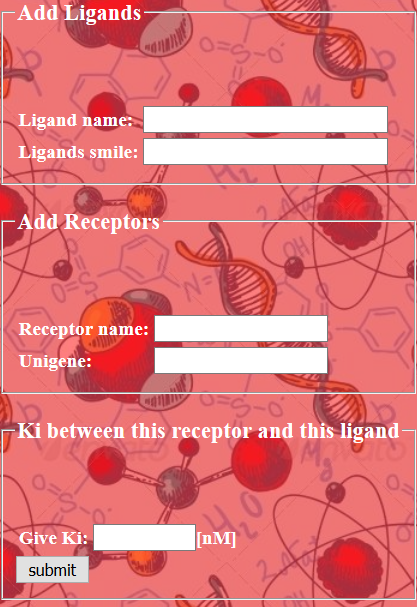 Add Ligands
Ligand name:
Ligands smile:
Add Receptors
Receptor name:
Unigene:
Ki between this receptor and this ligand
Give Ki: [nM]
submit